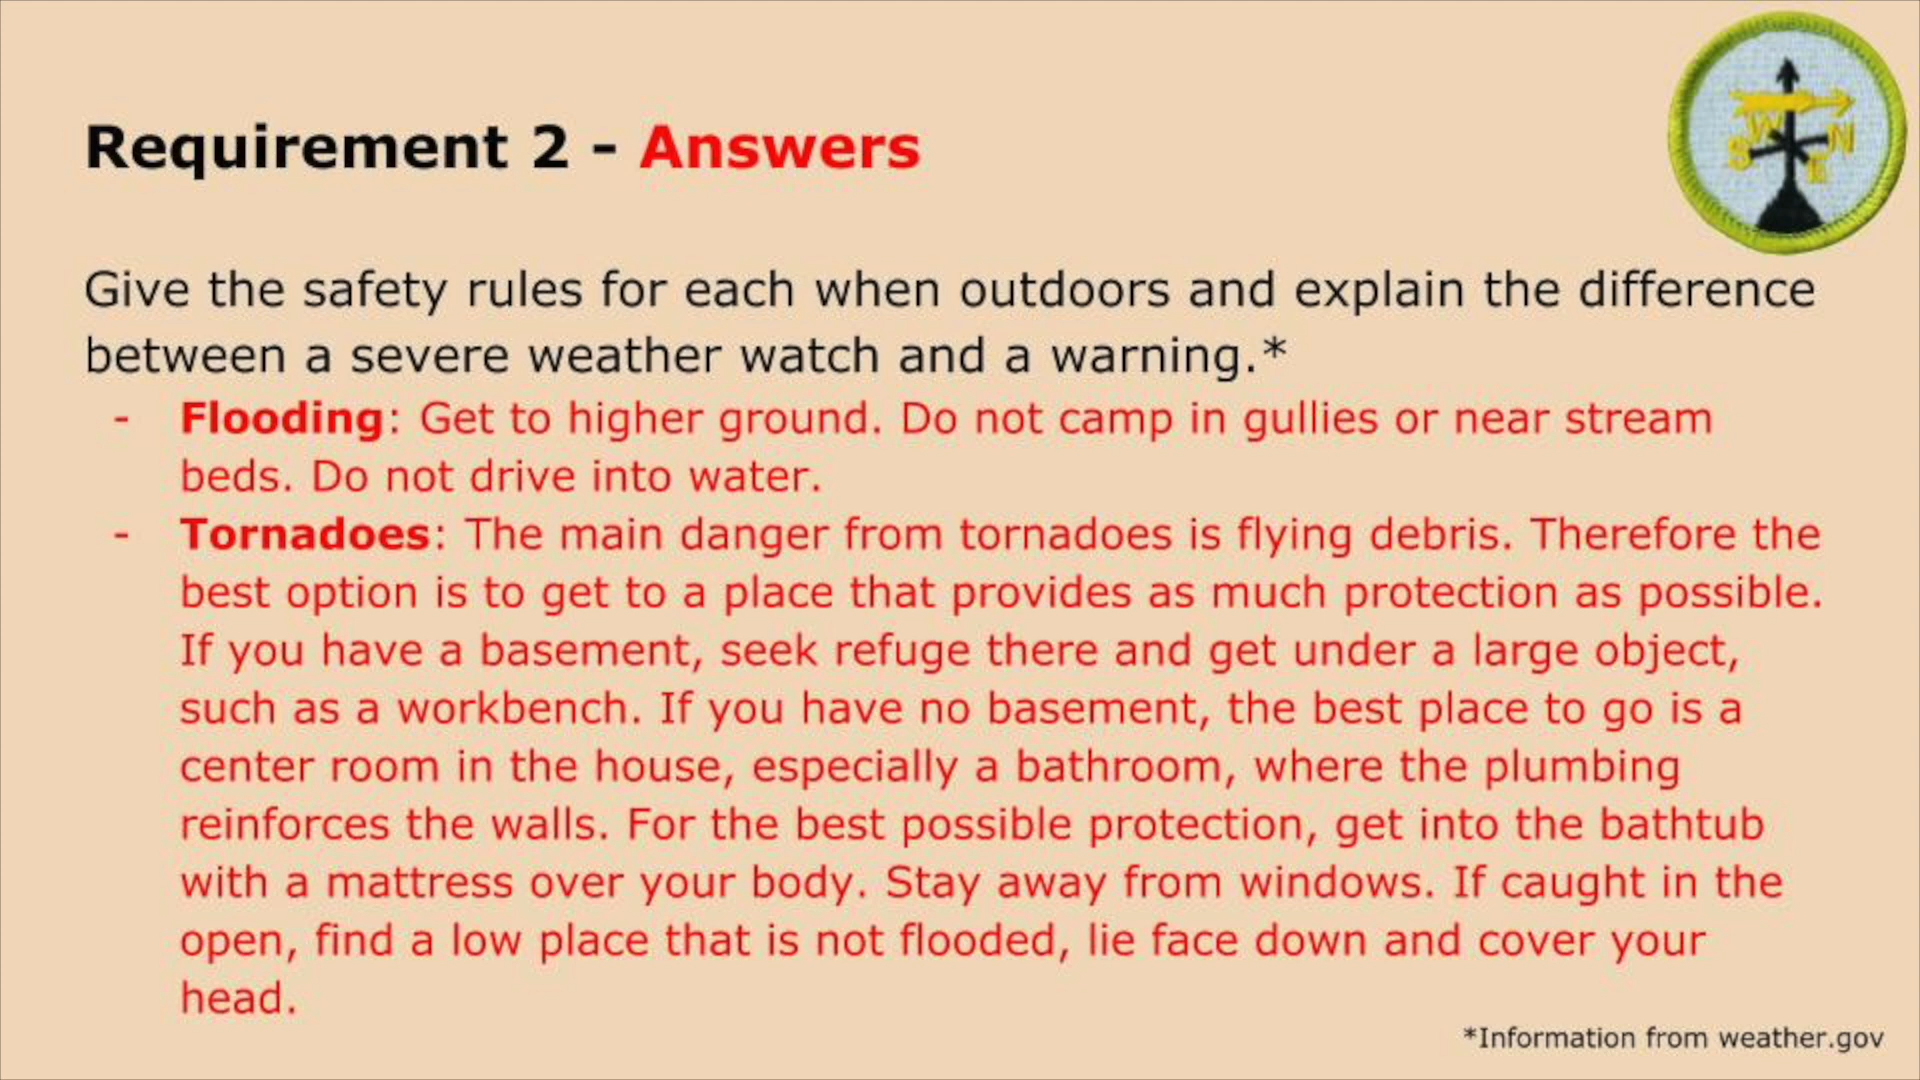 Requirement 2 - Answers
Give the safety rules for each when outdoors and explain the difference
between a severe weather watch and a warning.*
- Flooding: Get to higher ground. Do not camp in gullies or near stream
beds. Do not drive into water.
- Tornadoes: The main danger from tornadoes is flying debris. Therefore the
best option is to get to a place that provides as much protection as possible.
If you have a basement, seek refuge there and get under a large object,
such as a workbench. If you have no basement, the best place to go is a
center room in the house, especially a bathroom, where the plumbing
reinforces the walls. For the best possible protection, get into the bathtub
with a mattress over your body. Stay away from windows. If caught in the
open, find a low place that is not flooded, lie face down and cover your
head.
*Information from weather.gov
W N
S E